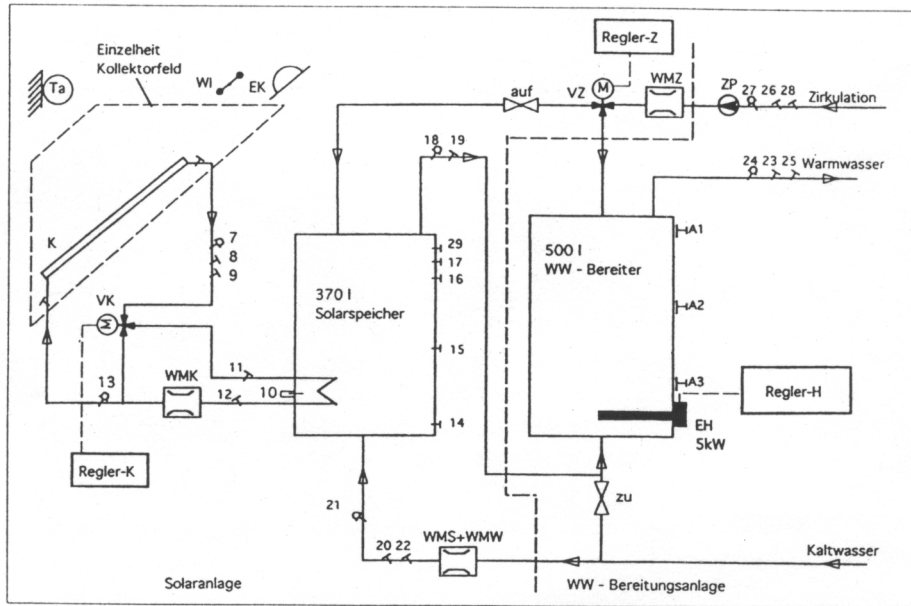 Regler-Z
Einzelheit
Kollektorfeld
WI
EK
Ta
auf
VZ
M
WMZ
ZP
27 26 28
Zirkulation
18 19
24 23 25
Warmwasser
K
7
8
9
29
17
16
A1
500 l
WW - Bereiter
370 l
Solarspeicher
A2
VK
M
15
11
13
WMK
12
10
A3
Regler-H
14
EH
5kW
Regler-K
21
zu
WMS+WMW
20 22
Kaltwasser
Solaranlage
WW - Bereitungsanlage